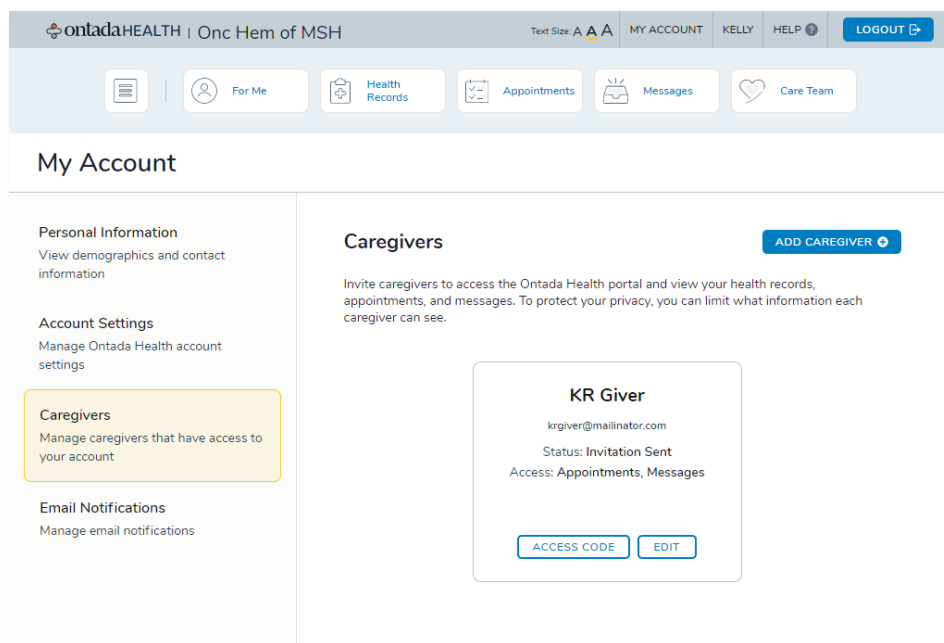 ontadaHEALTH | Onc Hem of MSH
Text Size: A A A
MY ACCOUNT
KELLY
HELP ?
LOGOUT
For Me
Health
Records
Appointments
Messages
Care Team
My Account
Personal Information
View demographics and contact
information
Account Settings
Manage Ontada Health account
settings
Caregivers
Manage caregivers that have access to
your account
Email Notifications
Manage email notifications
Caregivers
ADD CAREGIVER
Invite caregivers to access the Ontada Health portal and view your health records,
appointments, and messages. To protect your privacy, you can limit what information each
caregiver can see.
KR Giver
krgiver@mailinator.com
Status: Invitation Sent
Access: Appointments, Messages
ACCESS CODE
EDIT